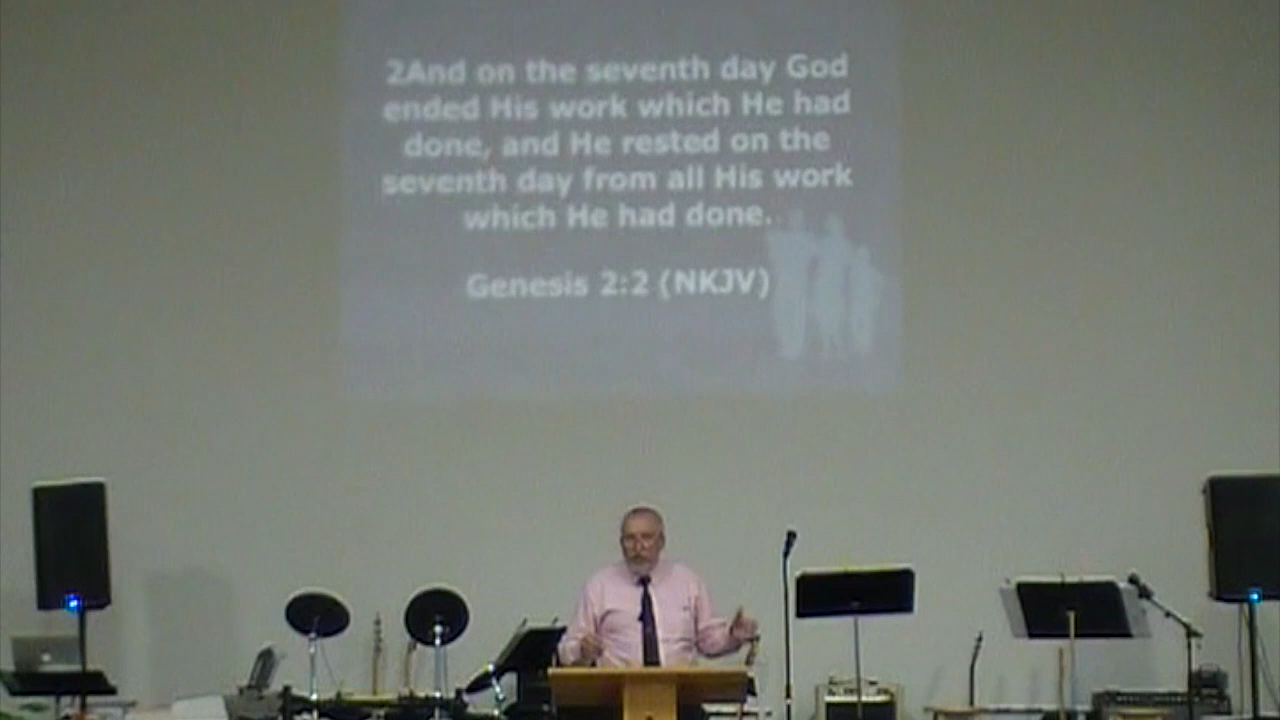 2And on the seventh day God
ended His work which He had
done, and He rested on the
seventh day from all His work
which He had done.
Genesis 2:2 (NKJV)